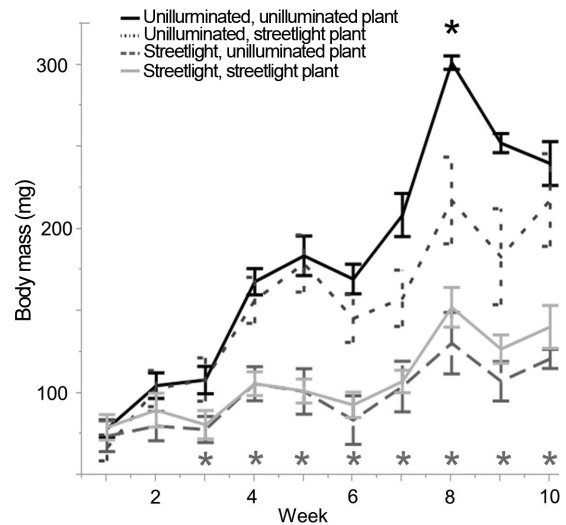 Unillurminated, unilluminated plant
Unilluminated, streetlight plant
Streetlight, unilluminated plant
Streetlight, streetlight plant
*
300
200
100
Body mass (mg)
* * * * * * * *
2 4 6 8 10
Week